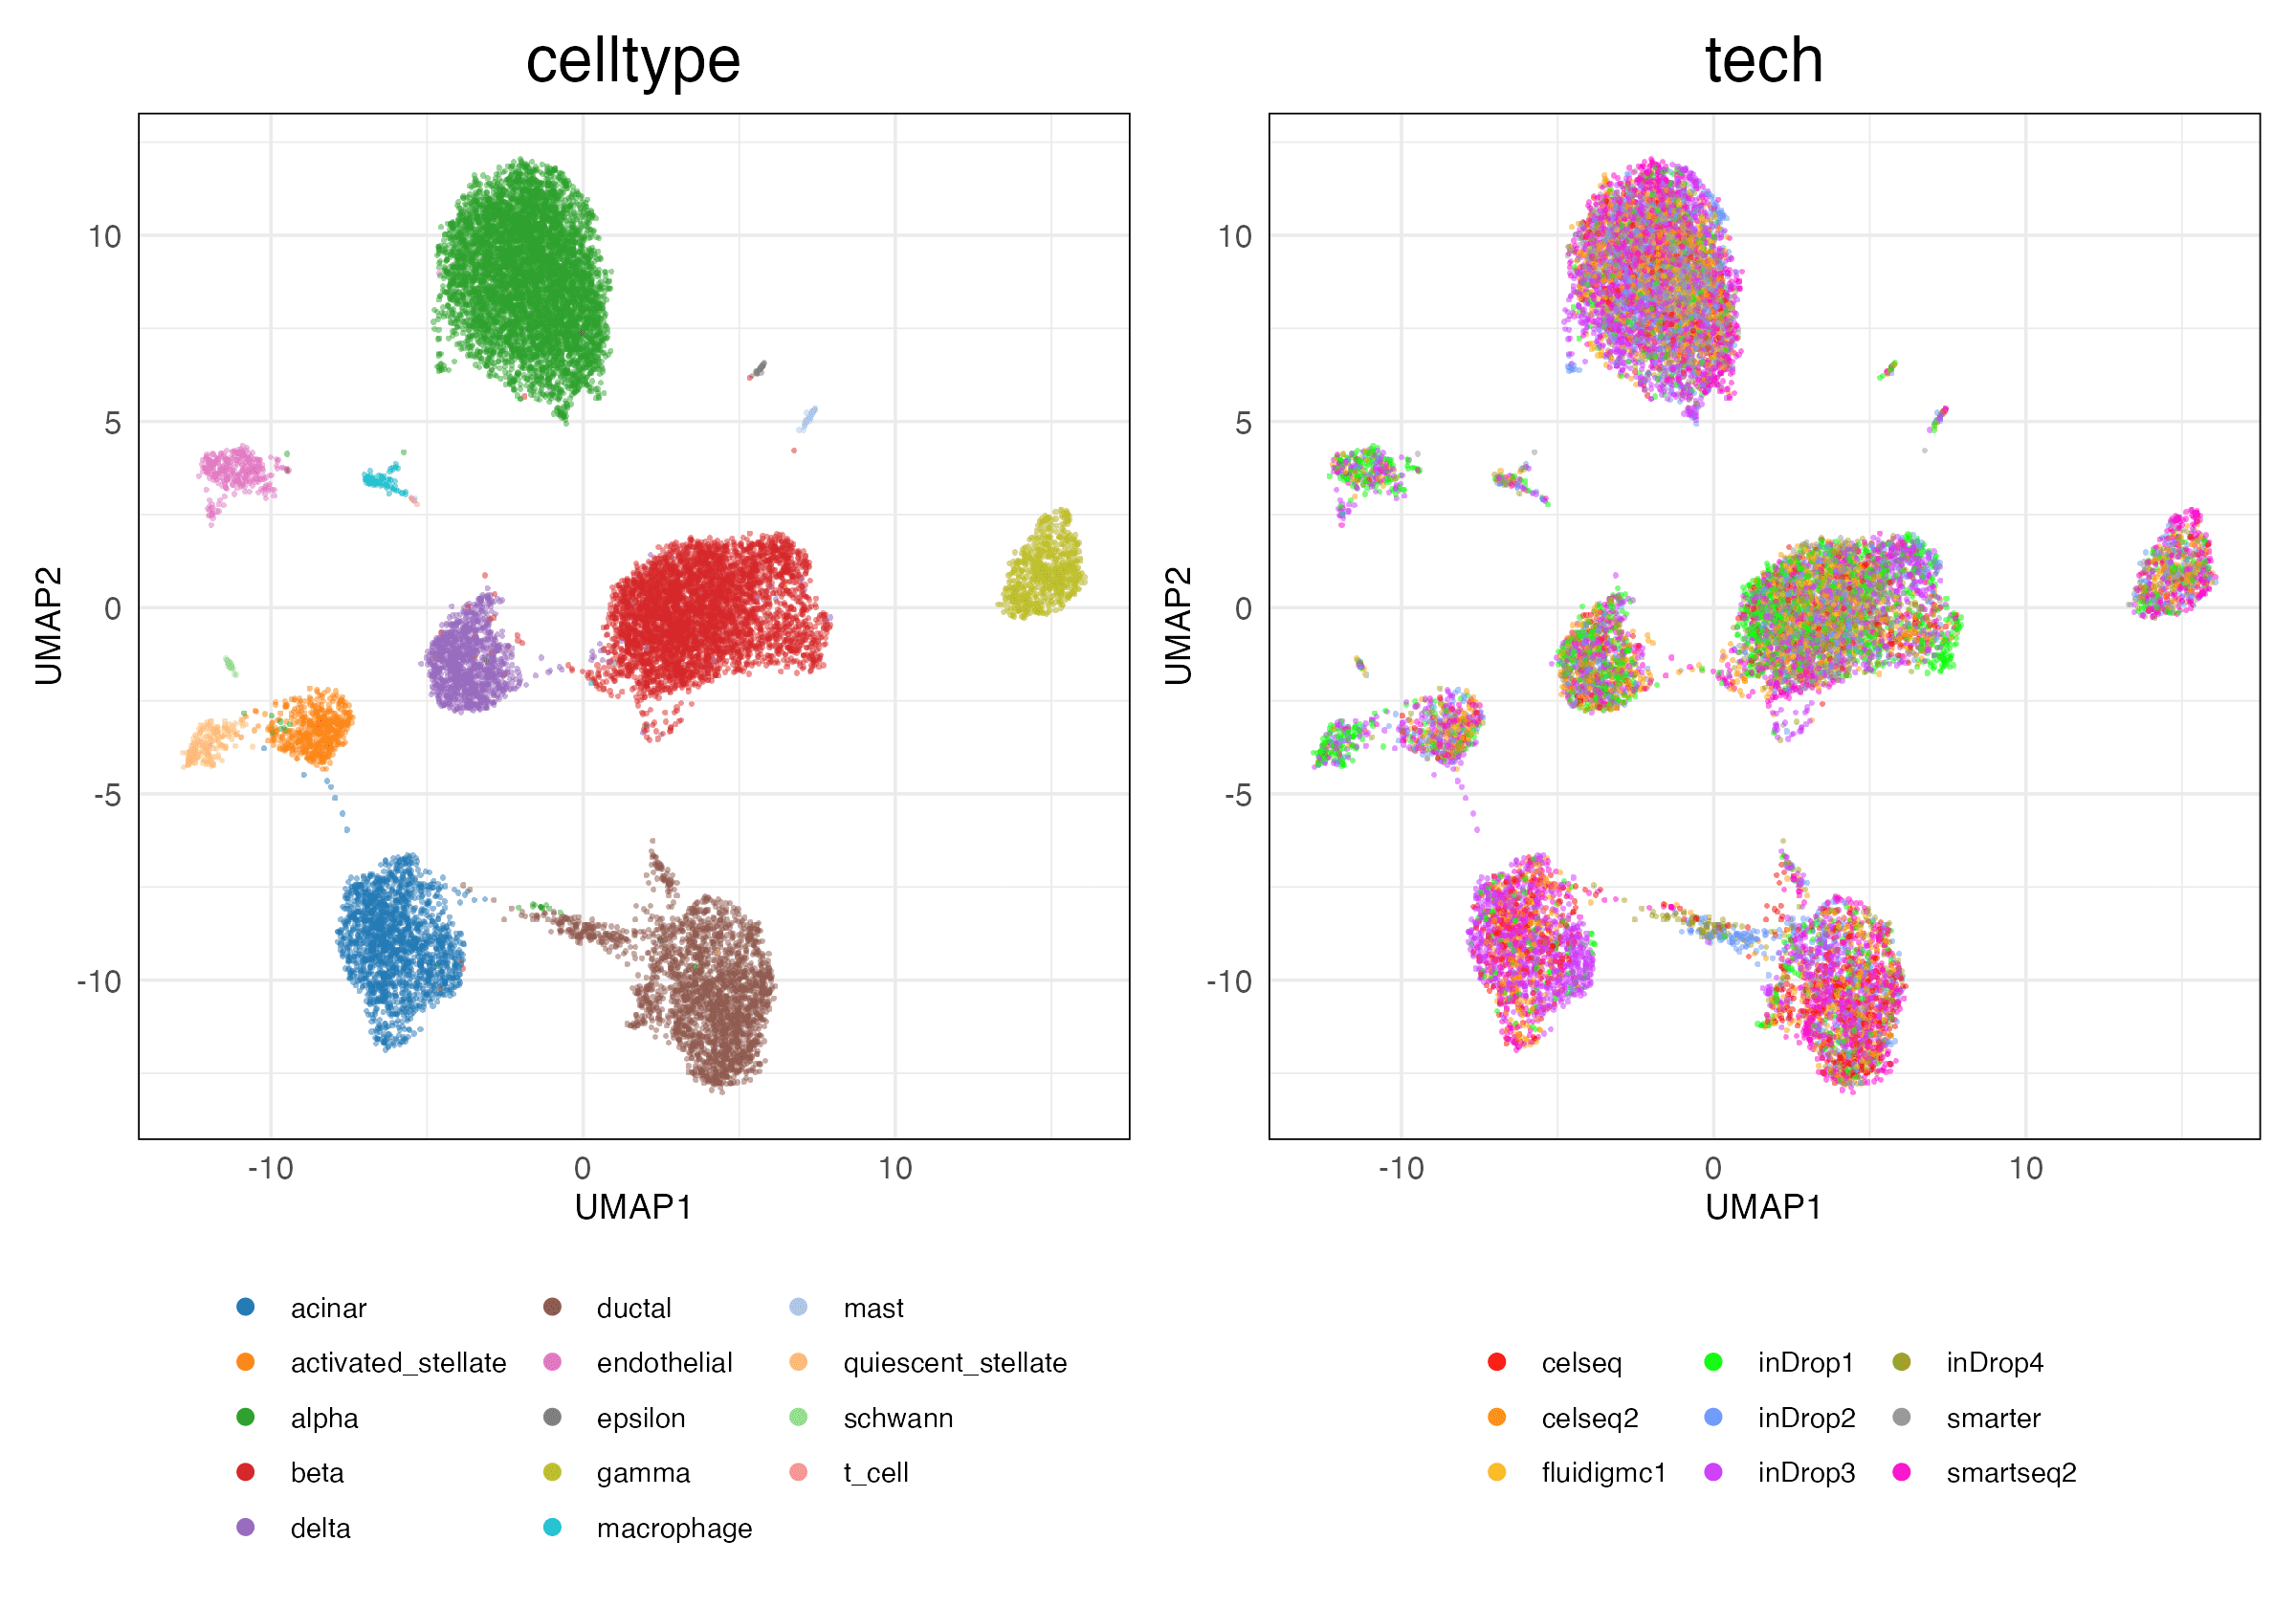 celltype
10
5
0
-5
-10
UMAP2
-10 0 10
UMAP1
acinar
activated_stellate
alpha
beta
delta
ductal
endothelial
epsilon
gamma
macrophage
mast
quiescent_stellate
schwann
t_cell
tech
10
5
0
-5
-10
UMAP2
-10 0 10
UMAP1
celseq
celseq2
fluidigmc1
inDrop1
inDrop2
inDrop3
inDrop4
smarter
smartseq2